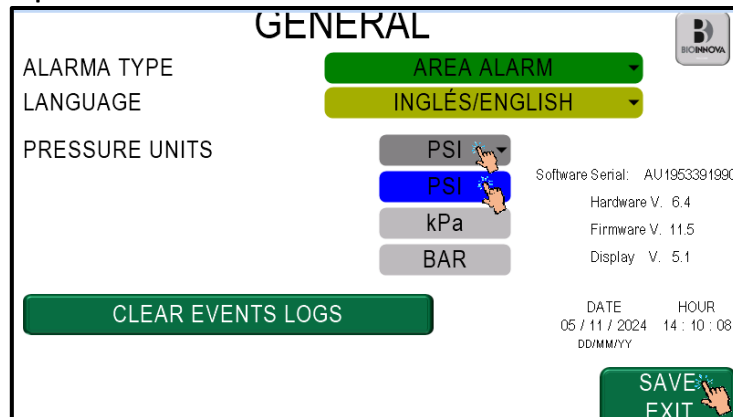 GENERAL
BIOINNOVA
ALARMA TYPE
AREA ALARM
LANGUAGE
INGLÉS/ENGLISH
PRESSURE UNITS
PSI
PSI
kPa
BAR
Software Serial: AU1953391990
Hardware V. 6.4
Firmware V. 11.5
Display V. 5.1
CLEAR EVENTS LOGS
DATE HOUR
05 / 11 / 2024 14 : 10 : 08
DD/MM/YY
SAVE
EXIT